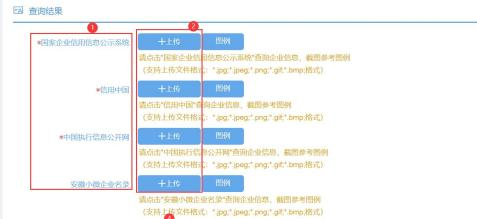 查询结果
1
2
*国家企业信用信息公示系统
+上传
图例
请点击"国家企业信用信息公示系统"查询企业信息，截图参考图例
(支持上传文件格式：*.jpg;*.jpeg;*.png;*.gif;*.bmp;格式)
*信用中国
+上传
图例
请点击"信用中国"查询企业信息，截图参考图例
(支持上传文件格式：*.jpg;*.jpeg;*.png;*.gif;*.bmp;格式)
*中国执行信息公开网
+上传
图例
请点击"中国执行信息公开网"查询企业信息，截图参考图例
(支持上传文件格式：*.jpg;*.jpeg;*.png;*.gif;*.bmp;格式)
安徽小微企业名录
+上传
图例
请点击"安徽小微企业名录"查询企业信息，截图参考图例
(支持上传文件格式：*.jpg;*.jpeg;*.png;*.gif;*.bmp;格式)